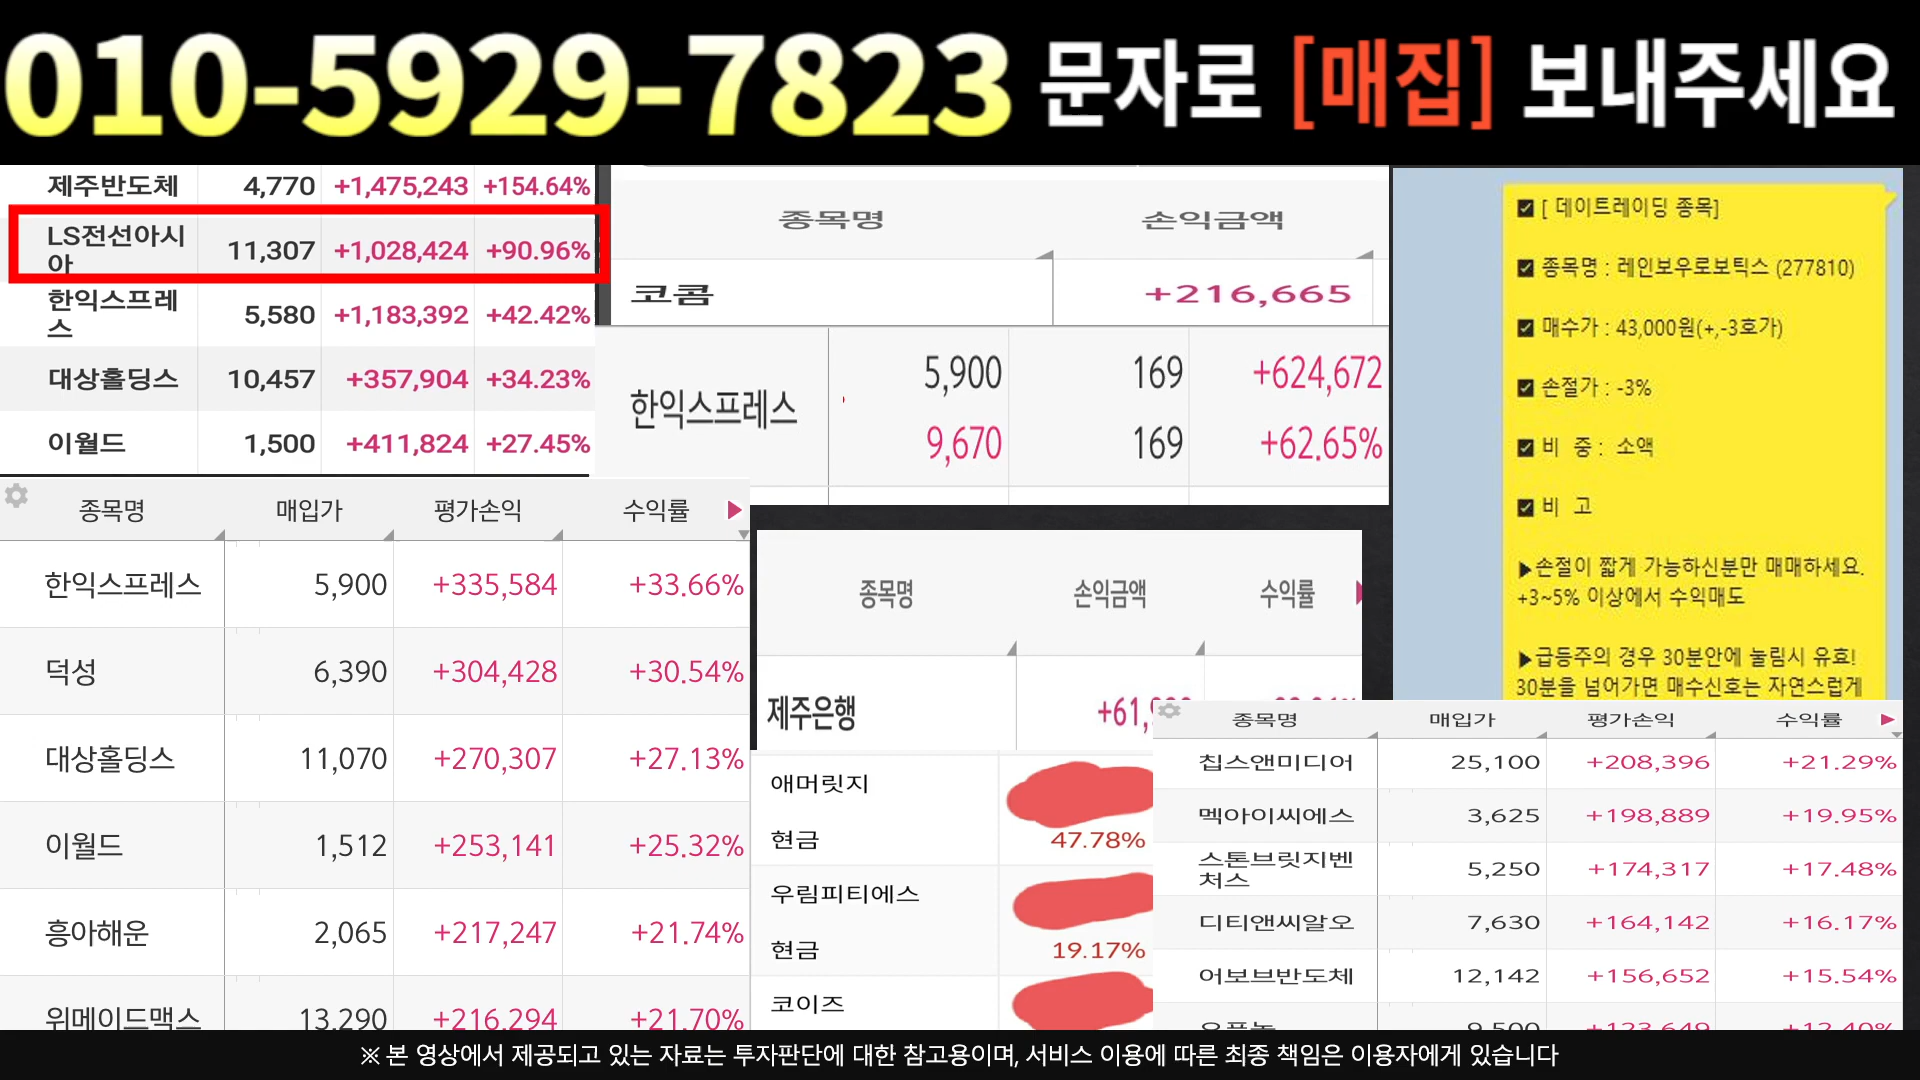 010-5929-7823 문자로 [매집] 보내주세요
제주반도체 4,770 +1,475,243 +154.64%
LS전선아시
아 11,307 +1,028,424 +90.96%
한익스프레
스 5,580 +1,183,392 +42.42%
대상홀딩스 10,457 +357,904 +34.23%
이월드 1,500 +411,824 +27.45%
종목명 손익금액
코콤 +216,665
한익스프레스
5,900 169 +624,672
9,670 169 +62.65%
☑ [ 데이트레이딩 종목]
☑ 종목명 : 레인보우로보틱스 (277810)
☑ 매수가 : 43,000원(+,-3호가)
☑ 손절가 : -3%
☑ 비 중 : 소액
☑ 비 고
▶손절이 짧게 가능하신분만 매매하세요.
+3~5% 이상에서 수익매도
▶급등주의 경우 30분안에 눌림시 유효!
30분을 넘어가면 매수신호는 자연스럽게
종목명 매입가 평가손익 수익률
한익스프레스 5,900 +335,584 +33.66%
덕성 6,390 +304,428 +30.54%
대상홀딩스 11,070 +270,307 +27.13%
이월드 1,512 +253,141 +25.32%
흥아해운 2,065 +217,247 +21.74%
위메이드맥스 13,290 +216,294 +21.70%
종목명 손익금액 수익률
제주은행 +61,
애머릿지
현금 47.78%
우림피티에스
현금 19.17%
코이즈
종목명 매입가 평가손익 수익률
칩스앤미디어 25,100 +208,396 +21.29%
멕아이씨에스 3,625 +198,889 +19.95%
스톤브릿지벤
처스 5,250 +174,317 +17.48%
디티앤씨알오 7,630 +164,142 +16.17%
어보브반도체 12,142 +156,652 +15.54%
※ 본 영상에서 제공되고 있는 자료는 투자판단에 대한 참고용이며, 서비스 이용에 따른 최종 책임은 이용자에게 있습니다